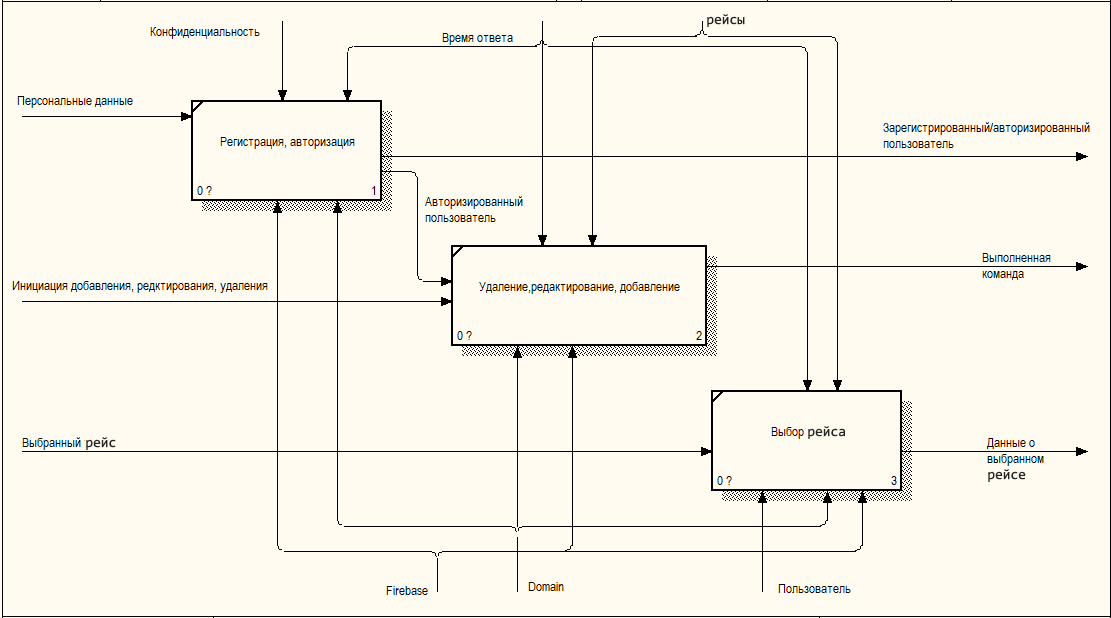 рейсы
Конфиденциальность
Время ответа
Персональные данные
Зарегистрированный/авторизированный
пользователь
Регистрация, авторизация
0 ?
1
Авторизированный
пользователь
Выполненная
команда
Инициация добавления, редктирования, удаления
Удаление,редактирование, добавление
0 ?
2
Выбранный рейс
Выбор рейса
Данные о
выбранном
рейсе
0 ?
3
Firebase
Domain
Пользователь